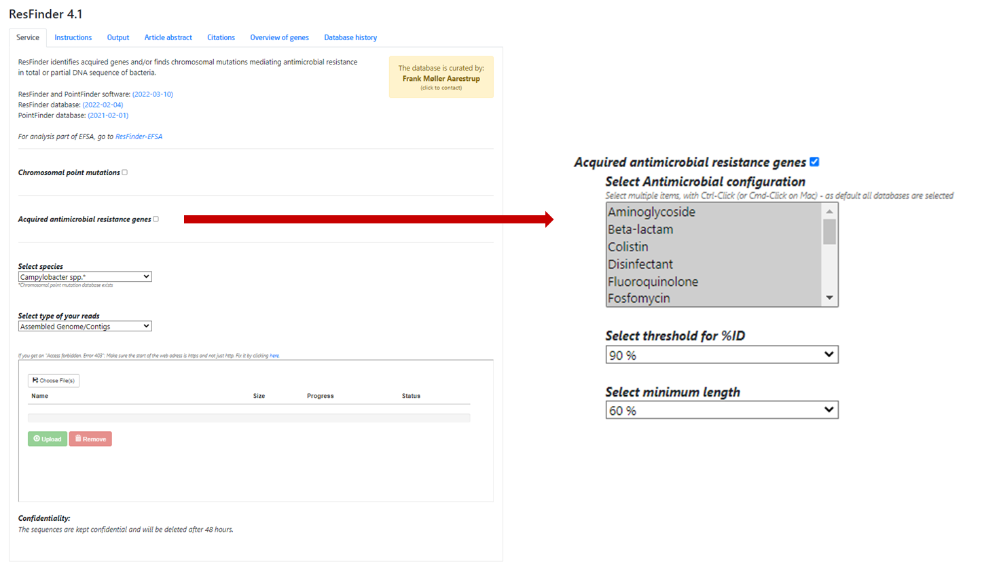 ResFinder 4.1
Service Instructions Output Article abstract Citations Overview of genes Database history
ResFinder identifies acquired genes and/or finds chromosomal mutations mediating antimicrobial resistance
in total or partial DNA sequence of bacteria.
The database is curated by:
Frank Møller Aarestrup
(click to contact)
ResFinder and PointFinder software: (2022-03-10)
ResFinder database: (2022-02-04)
PointFinder database: (2021-02-01)
For analysis part of EFSA, go to ResFinder-EFSA
Chromosomal point mutations
Acquired antimicrobial resistance genes
Select species
Campylobacter spp.*
*Chromosomal point mutation database exists
Select type of your reads
Assembled Genome/Contigs
If you get an "Access forbidden. Error 403": Make sure the start of the web adress is https and not just http. Fix it by clicking here.
Choose File(s)
Name Size Progress Status
Upload Remove
Confidentiality:
The sequences are kept confidential and will be deleted after 48 hours.
Acquired antimicrobial resistance genes
Select Antimicrobial configuration
Select multiple items, with Ctrl-Click (or Cmd-Click on Mac) - as default all databases are selected
Aminoglycoside
Beta-lactam
Colistin
Disinfectant
Fluoroquinolone
Fosfomycin
Select threshold for %ID
90 %
Select minimum length
60 %